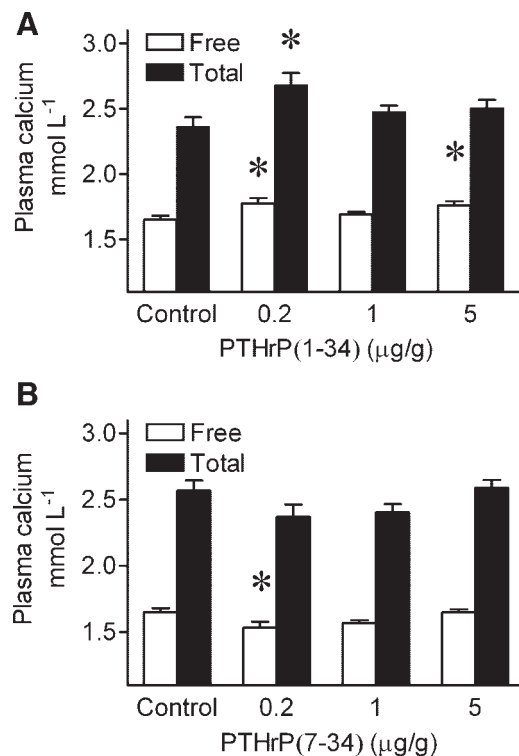 A
Plasma calcium
mmol L⁻¹
3.0
2.5
2.0
1.5
Free
Total
*
*
*
Control
0.2
1
5
PTHrP(1-34) (μg/g)
B
Plasma calcium
mmol L⁻¹
3.0
2.5
2.0
1.5
Free
Total
*
Control
0.2
1
5
PTHrP(7-34) (μg/g)